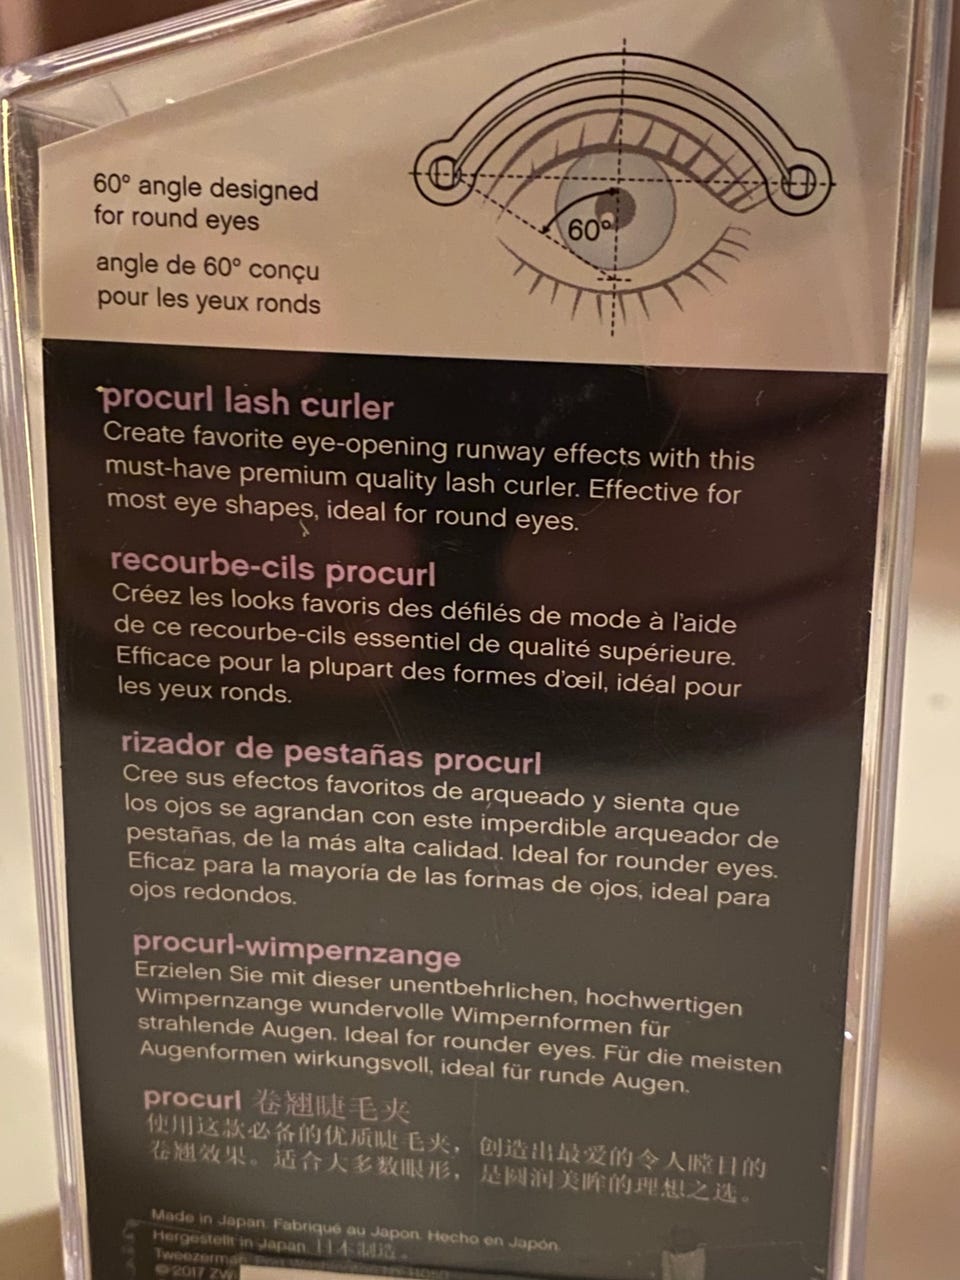 60° angle designed
for round eyes
angle de 60° conçu
pour les yeux ronds
60°
procurl lash curler
Create favorite eye-opening runway effects with this
must-have premium quality lash curler. Effective for
most eye shapes, ideal for round eyes.
recourbe-cils procurl
Créez les looks favoris des défilés de mode à l'aide
de ce recourbe-cils essentiel de qualité supérieure.
Efficace pour la plupart des formes d'œil, idéal pour
les yeux ronds.
rizador de pestañas procurl
Cree sus efectos favoritos de arqueado y sienta que
los ojos se agrandan con este imperdible arqueador de
pestañas, de la más alta calidad. Ideal for rounder eyes.
Eficaz para la mayoría de las formas de ojos, ideal para
ojos redondos.
procurl-wimpernzange
Erzielen Sie mit dieser unentbehrlichen, hochwertigen
Wimpernzange wundervolle Wimpernformen für
strahlende Augen. Ideal for rounder eyes. Für die meisten
Augenformen wirkungsvoll, ideal für runde Augen.
procurl 卷翘睫毛夹
使用这款必备的优质睫毛夹，创造出最爱的令人瞠目的
卷翘效果。适合大多数眼形，是圆润美眸的理想之选。
Made in Japan. Fabriqué au Japon. Hecho en Japón.
Hergestellt in Japan. 日本制造。
Tweezerman
©2017 ZW